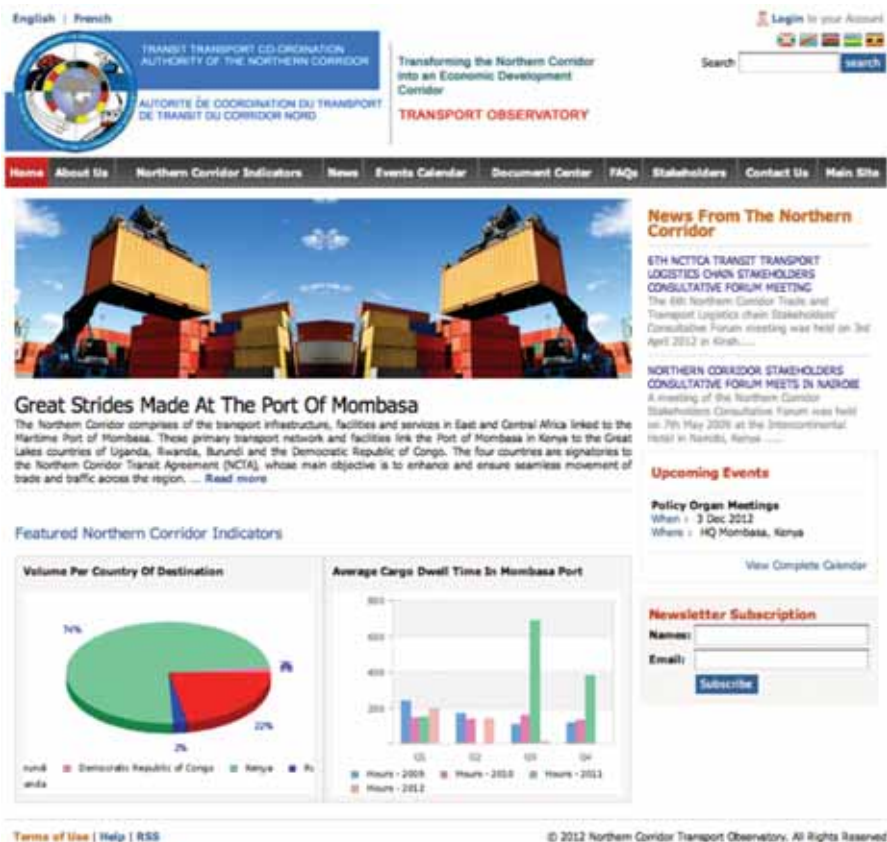 English | French
Login to your Account
TRANSIT TRANSPORT CO-ORDINATION
AUTHORITY OF THE NORTHERN CORRIDOR
AUTORITE DE COORDINATION DU TRANSPORT
DE TRANSIT DU CORRIDOR NORD
Transforming the Northern Corridor
into an Economic Development
Corridor
TRANSPORT OBSERVATORY
Search
search
Home About Us Northern Corridor Indicators News Events Calendar Document Center FAQs Stakeholders Contact Us Main Site
Great Strides Made At The Port Of Mombasa
The Northern Corridor comprises of the transport infrastructure, facilities and services in East and Central Africa linked to the
Maritime Port of Mombasa. These primary transport network and facilities link the Port of Mombasa in Kenya to the Great
Lakes countries of Uganda, Rwanda, Burundi and the Democratic Republic of Congo. The four countries are signatories to
the Northern Corridor Transit Agreement (NCTA), whose main objective is to enhance and ensure seamless movement of
trade and traffic across the region. ... Read more
News From The Northern
Corridor
6TH NCTTCA TRANSIT TRANSPORT
LOGISTICS CHAIN STAKEHOLDERS
CONSULTATIVE FORUM MEETING
The 6th Northern Corridor Trade and
Transport Logistics chain Stakeholders'
Consultative Forum meeting was held on 3rd
April 2012 in Kirah.....
NORTHERN CORRIDOR STAKEHOLDERS
CONSULTATIVE FORUM MEETS IN NAIROBI
A meeting of the Northern Corridor
Stakeholders Consultative Forum was held
on 7th May 2009 at the Intercontinental
Hotel in Nairobi, Kenya ......
Upcoming Events
Policy Organ Meetings
When : 3 Dec 2012
Where : HQ Mombasa, Kenya
View Complete Calendar
Newsletter Subscription
Names:
Email:
Subscribe
Featured Northern Corridor Indicators
Volume Per Country Of Destination
74%
22%
2%
rundi Democratic Republic of Congo Kenya
anda
Average Cargo Dwell Time In Mombasa Port
800
600
400
200
Q1 Q2 Q3 Q4
Hours - 2009 Hours - 2010 Hours - 2011
Hours - 2012
Terms of Use | Help | RSS
© 2012 Northern Corridor Transport Observatory. All Rights Reserved